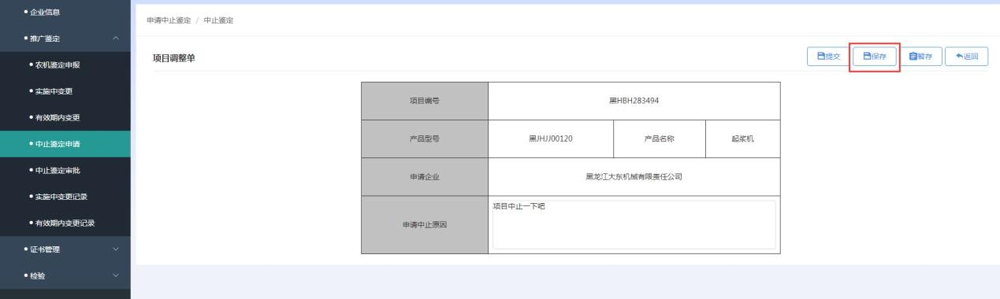 企业信息
推广鉴定
农机鉴定申报
实施中变更
有效期内变更
中止鉴定申请
中止鉴定审批
实施中变更记录
有效期内变更记录
证书管理
检验
申请中止鉴定 / 中止鉴定
项目调整单
提交 保存 暂存 返回
项目编号 黑HBH283494
产品型号 黑JHJJ00120 产品名称 起浆机
申请企业 黑龙江大东机械有限责任公司
申请中止原因 项目中止一下吧